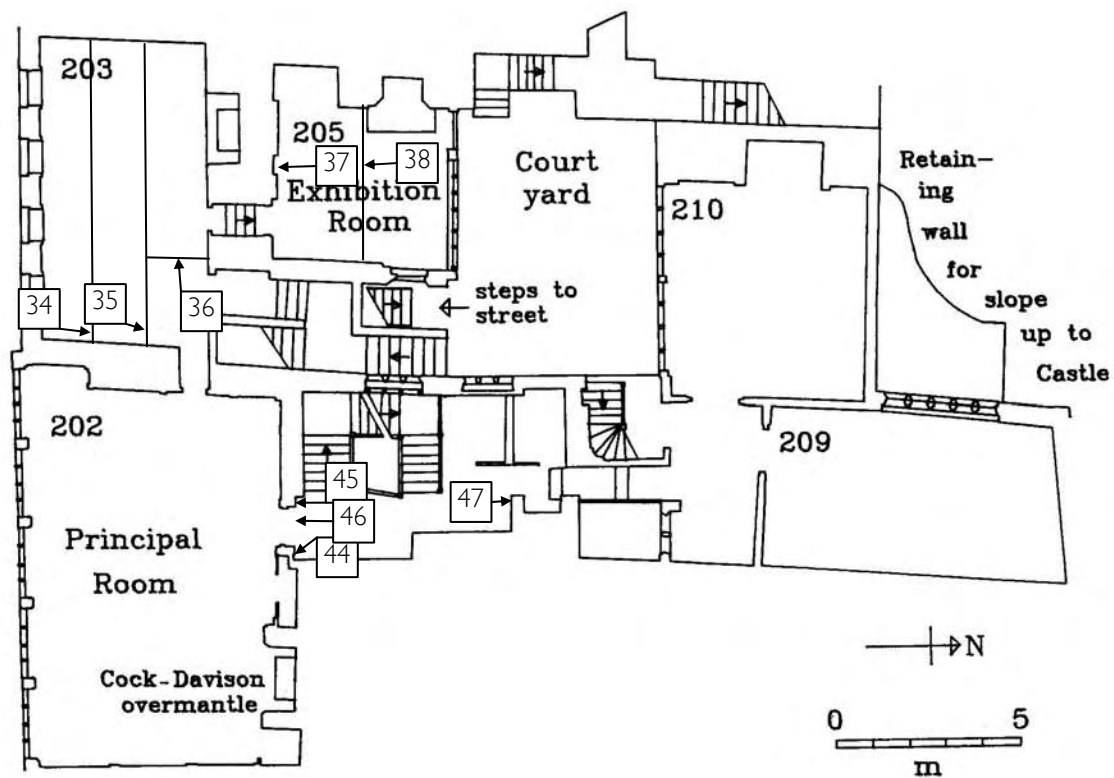 203
205
37
38
Exhibition
Room
Court
yard
210
Retain-
ing
wall
for
slope
up to
Castle
34
35
36
steps to
street
202
209
45
46
47
44
Principal
Room
Cock-Davison
overmantle
N
0 5
m